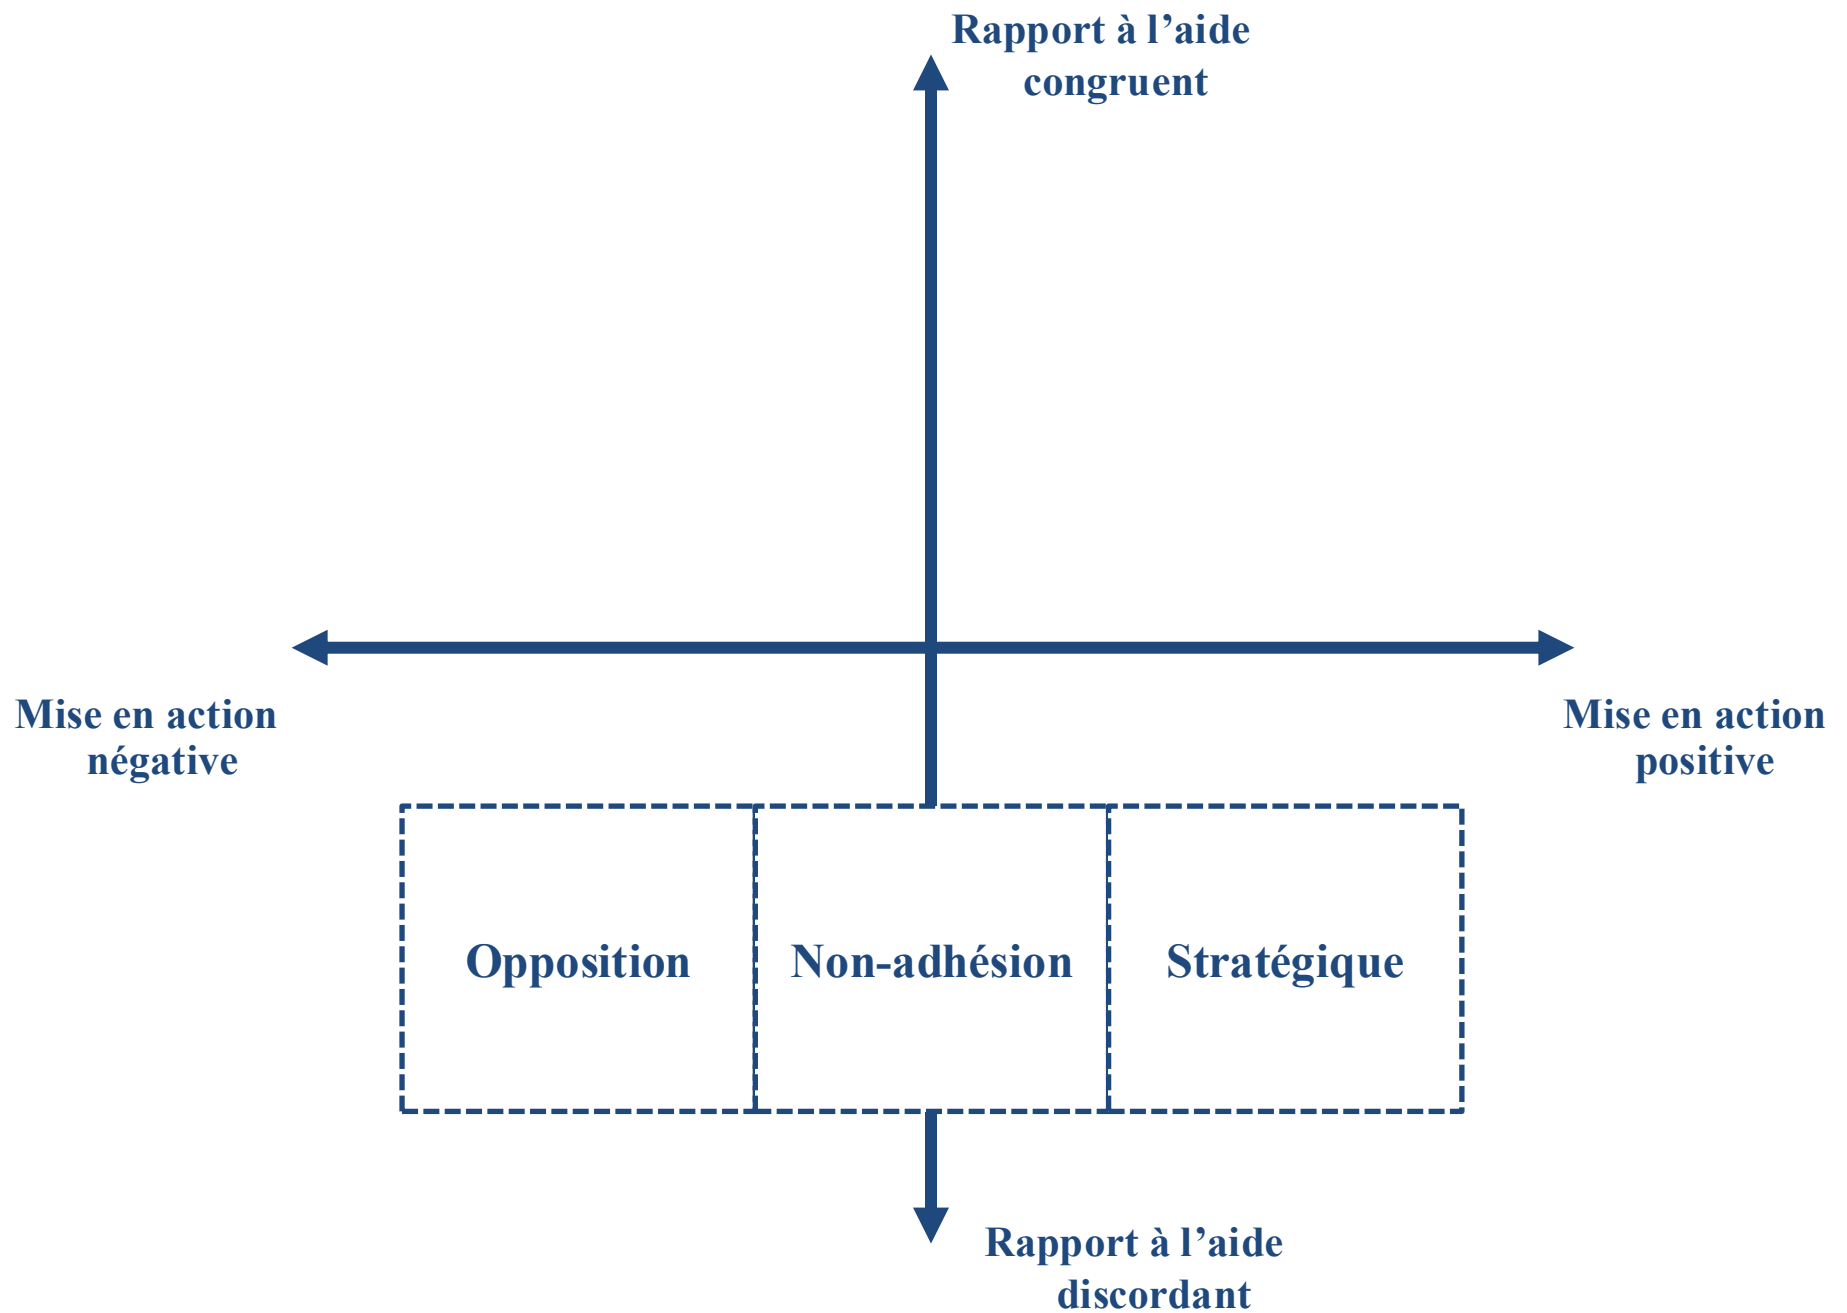 Rapport à l’aide
congruent
Mise en action
négative
Mise en action
positive
Opposition
Non-adhésion
Stratégique
Rapport à l’aide
discordant